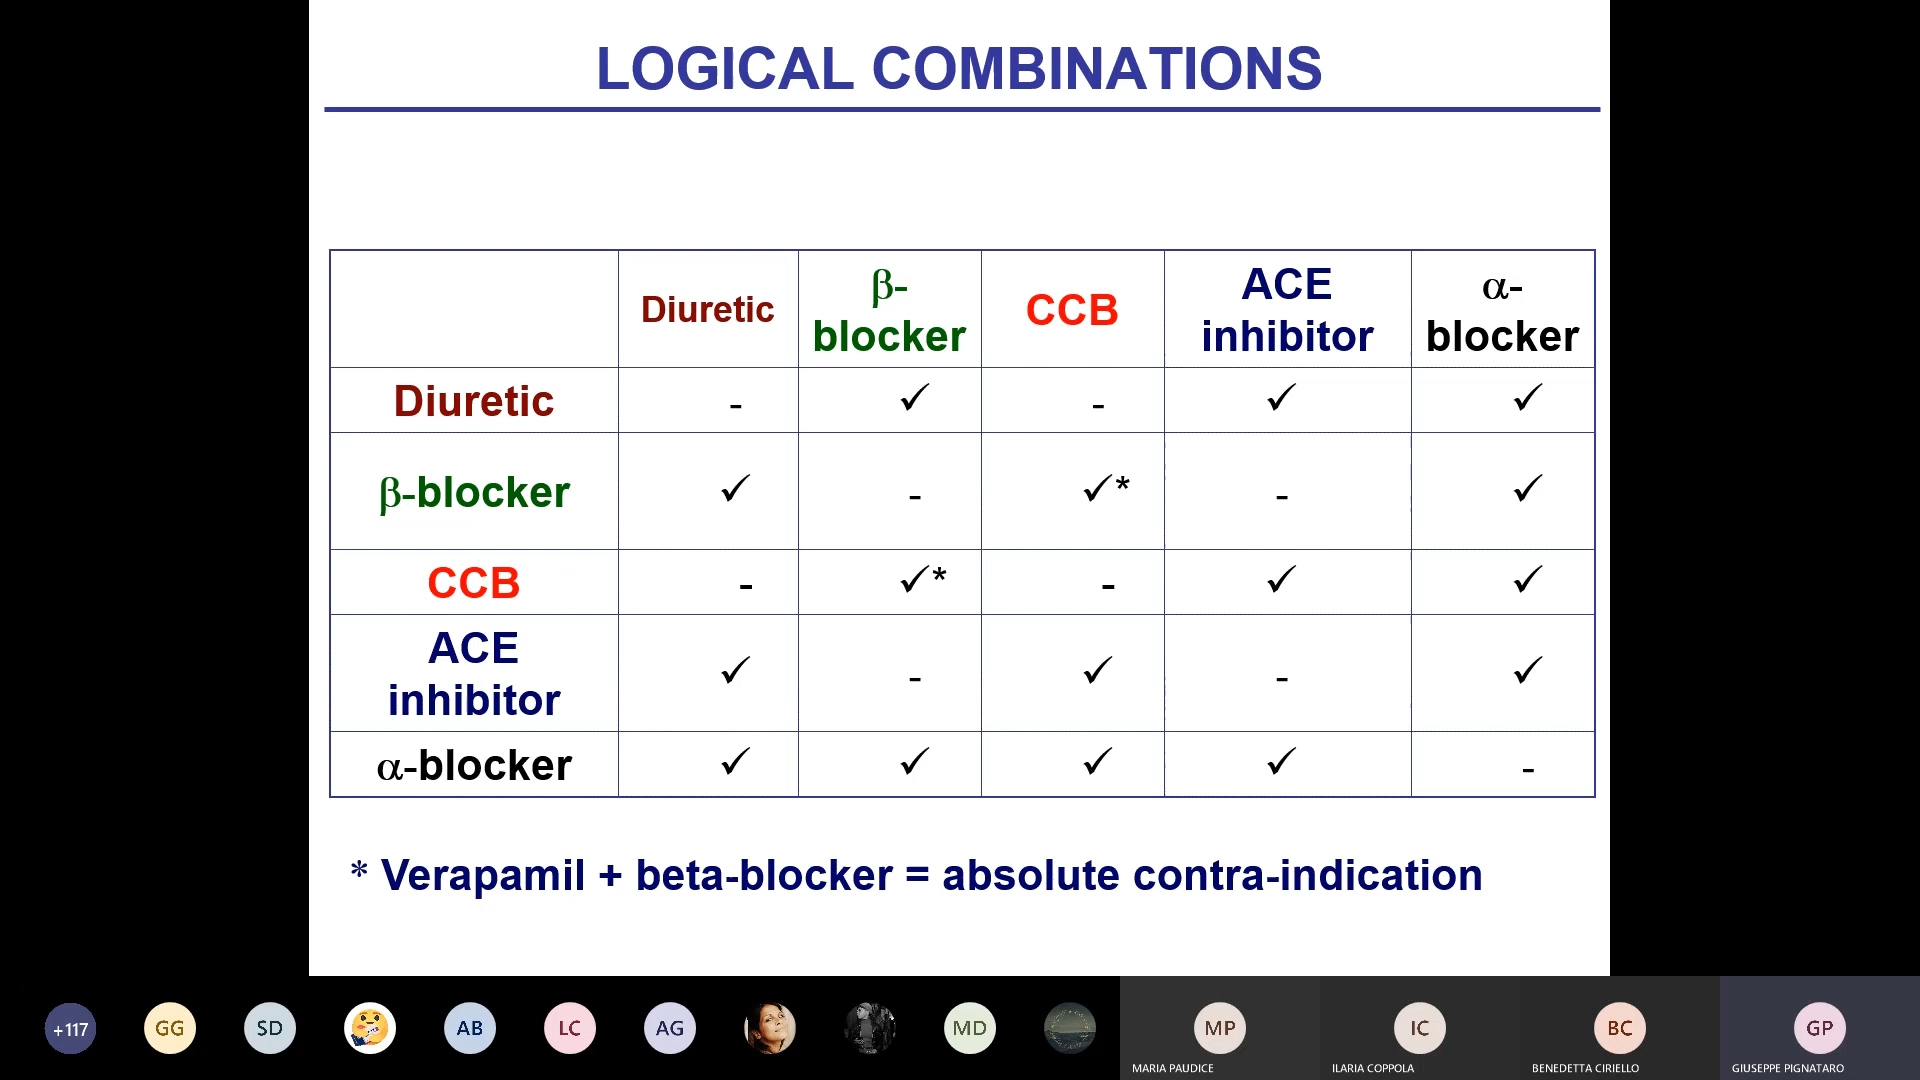 LOGICAL COMBINATIONS
Diuretic β-blocker CCB ACE inhibitor α-blocker
Diuretic - ✓ - ✓ ✓
β-blocker ✓ - ✓* - ✓
CCB - ✓* - ✓ ✓
ACE inhibitor ✓ - ✓ - ✓
α-blocker ✓ ✓ ✓ ✓ -
* Verapamil + beta-blocker = absolute contra-indication
+117 GG SD AB LC AG MD MP IC BC GP
MARIA PAUDICE ILARIA COPPOLA BENEDETTA CIRIELLO GIUSEPPE PIGNATARO